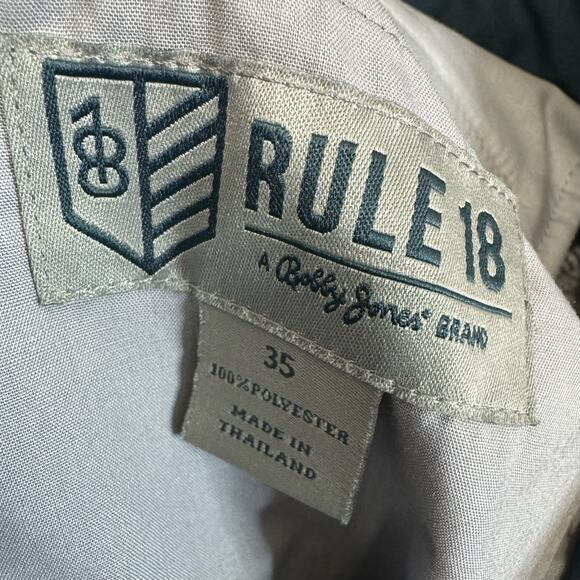 18
RULE 18
A Bobby Jones® BRAND
35
100% POLYESTER
MADE IN
THAILAND